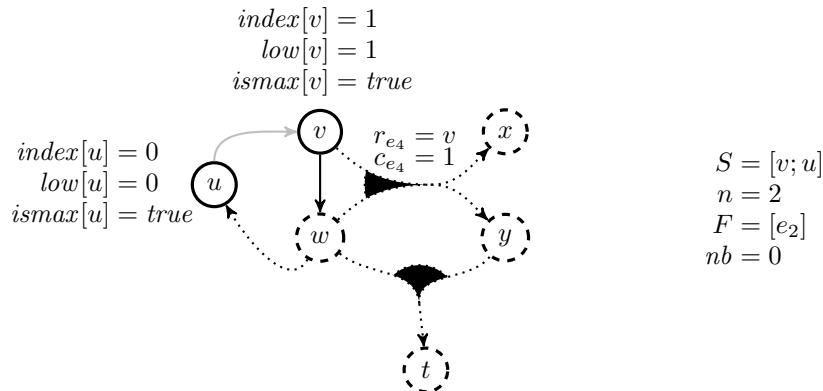 index[v] = 1
low[v] = 1
ismax[v] = true
v
r_{e_4} = v
c_{e_4} = 1
x
index[u] = 0
low[u] = 0
ismax[u] = true
u
S = [v; u]
n = 2
F = [e_2]
nb = 0
w
y
t